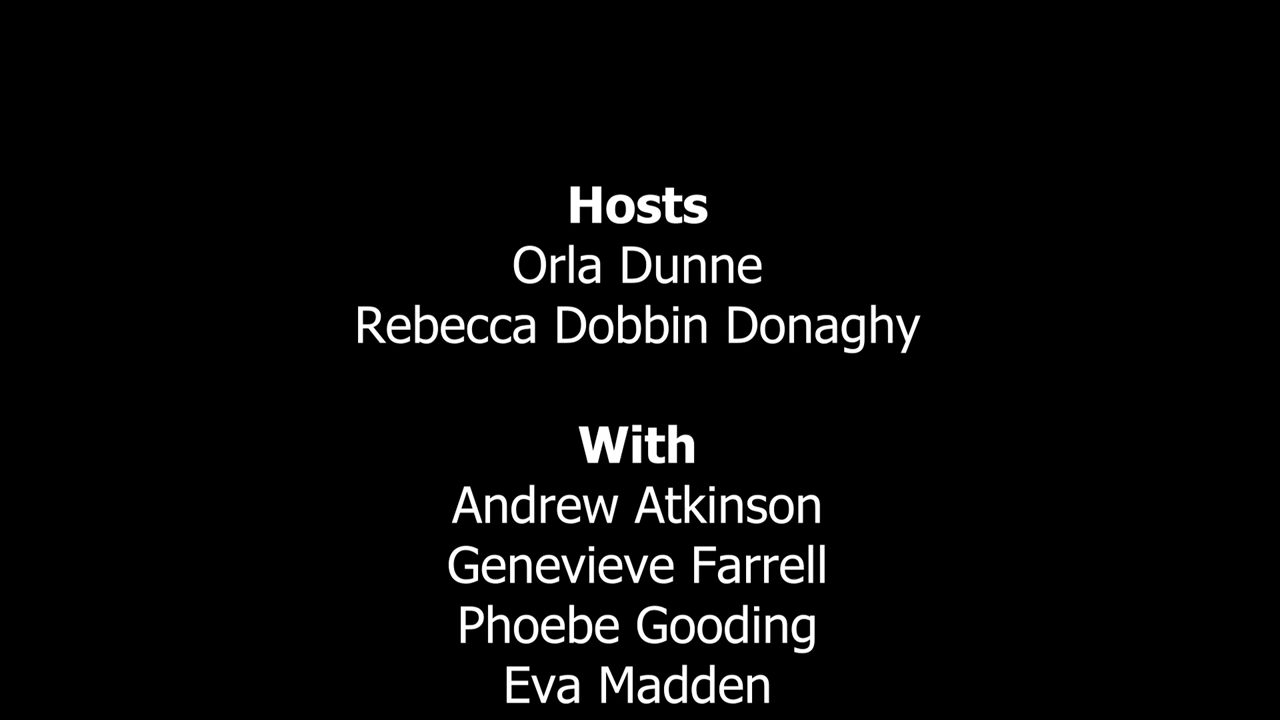 Hosts
Orla Dunne
Rebecca Dobbin Donaghy
With
Andrew Atkinson
Genevieve Farrell
Phoebe Gooding
Eva Madden